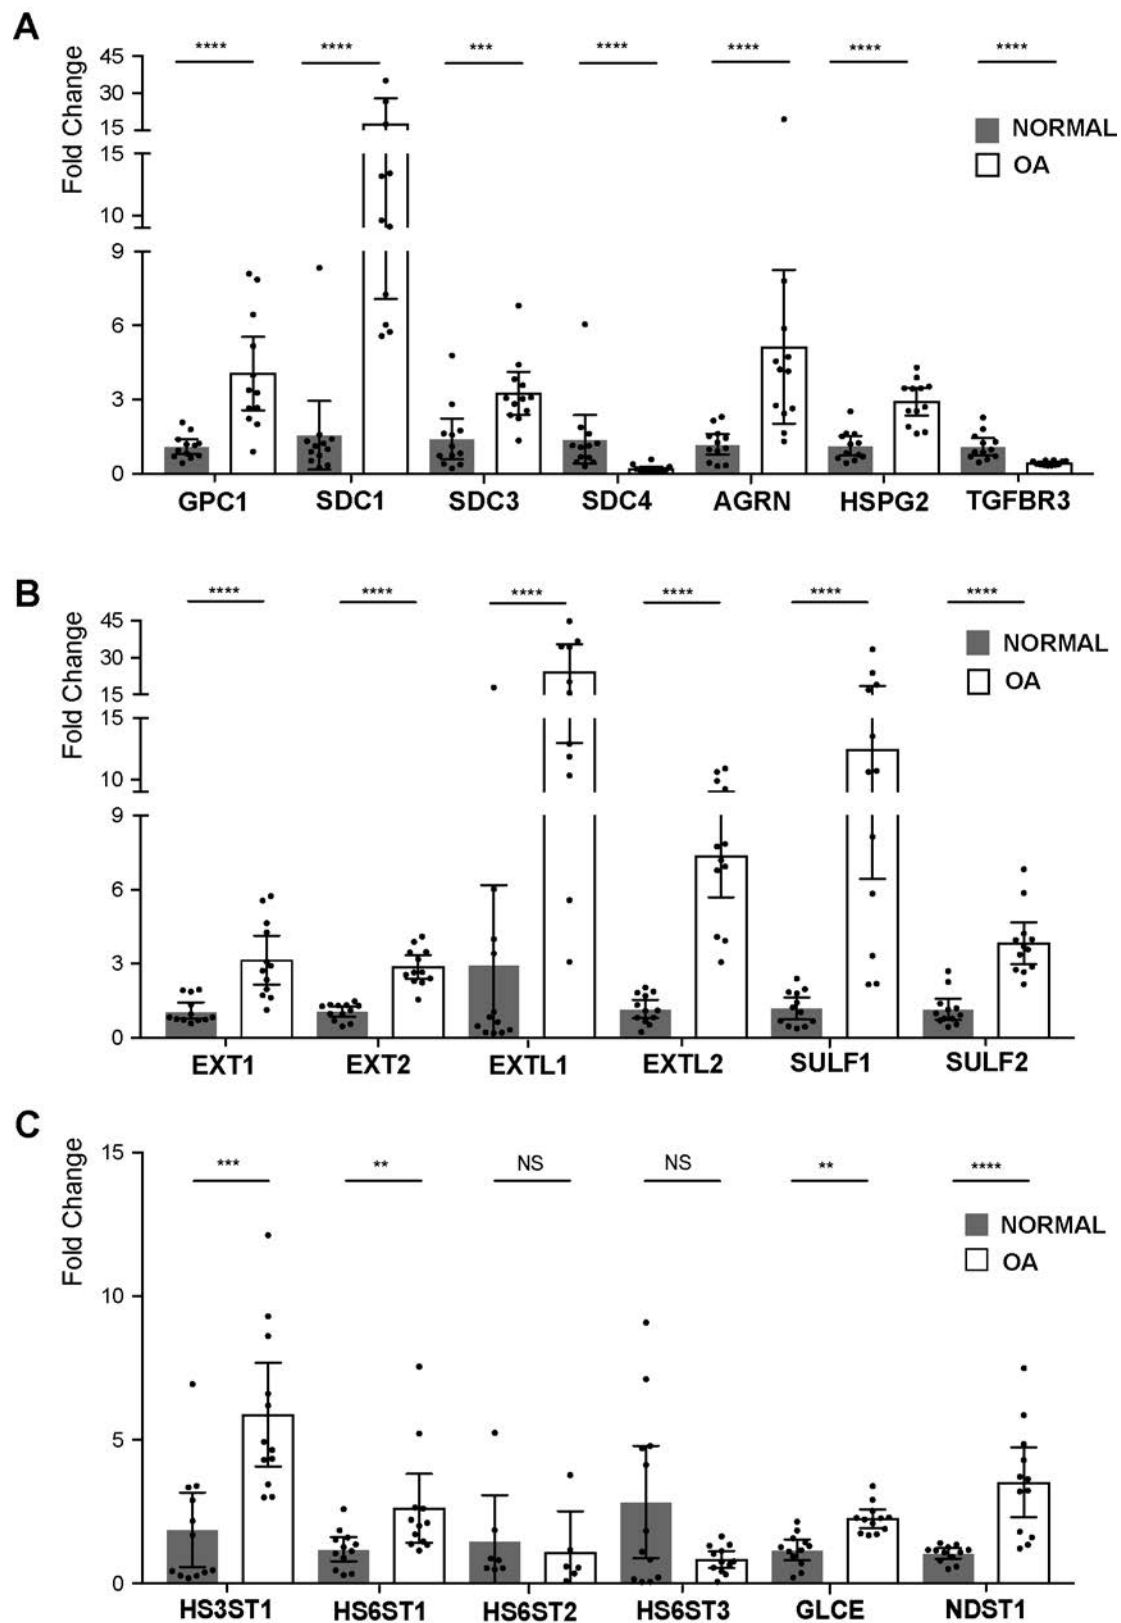 A
Fold Change
**** **** *** **** **** **** ****
45
30
15
15
10
9
6
3
0
NORMAL
OA
GPC1 SDC1 SDC3 SDC4 AGRN HSPG2 TGFBR3
B
Fold Change
**** **** **** **** **** ****
45
30
15
15
10
9
6
3
0
NORMAL
OA
EXT1 EXT2 EXTL1 EXTL2 SULF1 SULF2
C
Fold Change
*** ** NS NS ** ****
15
10
5
0
NORMAL
OA
HS3ST1 HS6ST1 HS6ST2 HS6ST3 GLCE NDST1